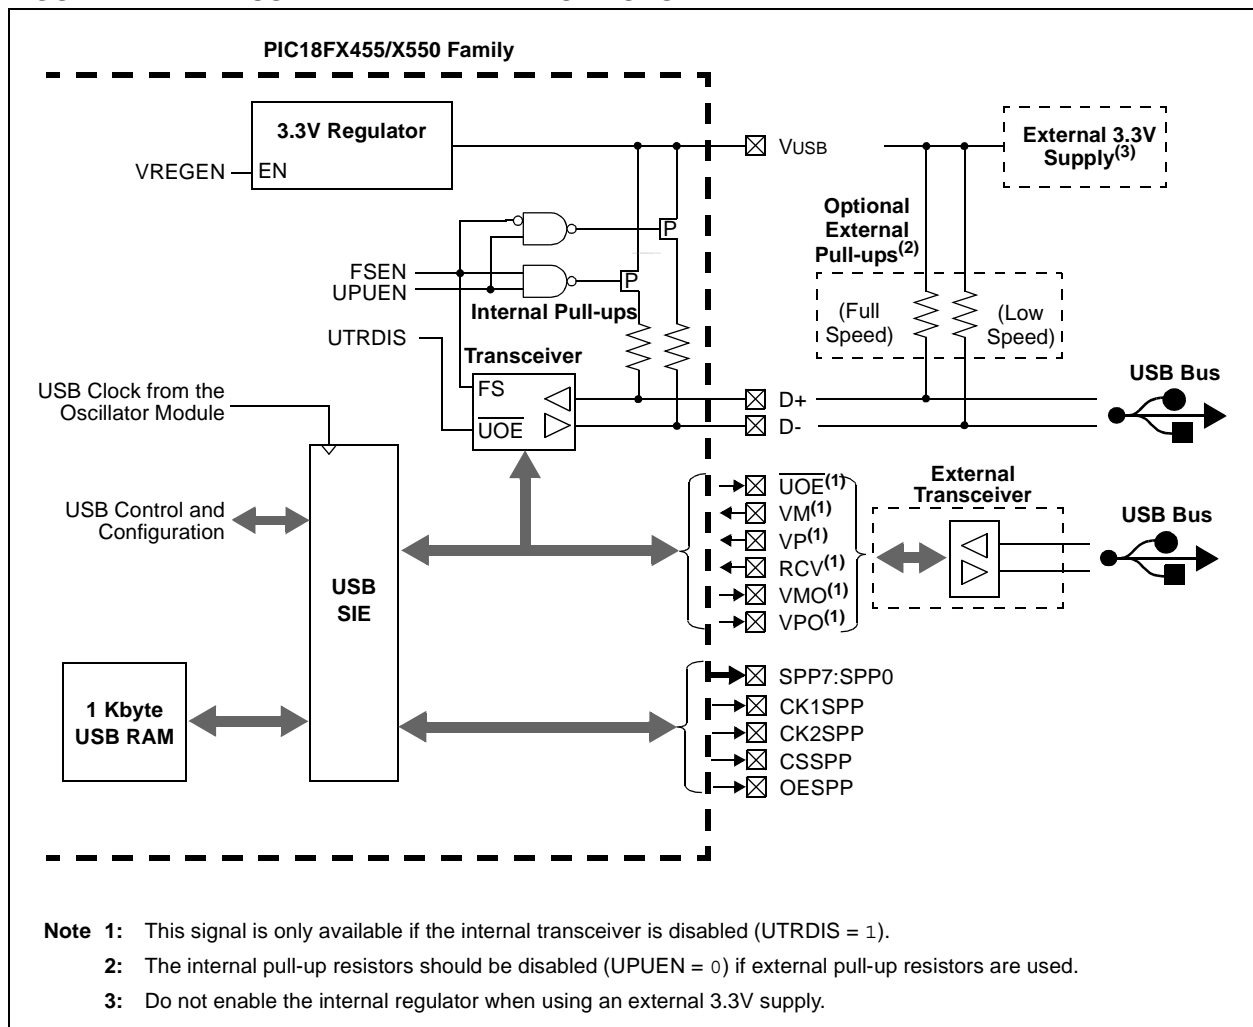 PIC18FX455/X550 Family
3.3V Regulator
VREGEN
EN
VUSB
External 3.3V
Supply(3)
Optional
External
Pull-ups(2)
P
FSEN
UPUEN
P
Internal Pull-ups
(Full
Speed)
(Low
Speed)
UTRDIS
Transceiver
FS
UOE
USB Clock from the
Oscillator Module
D+
D-
USB Bus
USB Control and
Configuration
UOE(1)
VM(1)
VP(1)
RCV(1)
VMO(1)
VPO(1)
External
Transceiver
USB Bus
USB
SIE
1 Kbyte
USB RAM
SPP7:SPP0
CK1SPP
CK2SPP
CSSPP
OESPP
Note 1: This signal is only available if the internal transceiver is disabled (UTRDIS = 1).
2: The internal pull-up resistors should be disabled (UPUEN = 0) if external pull-up resistors are used.
3: Do not enable the internal regulator when using an external 3.3V supply.